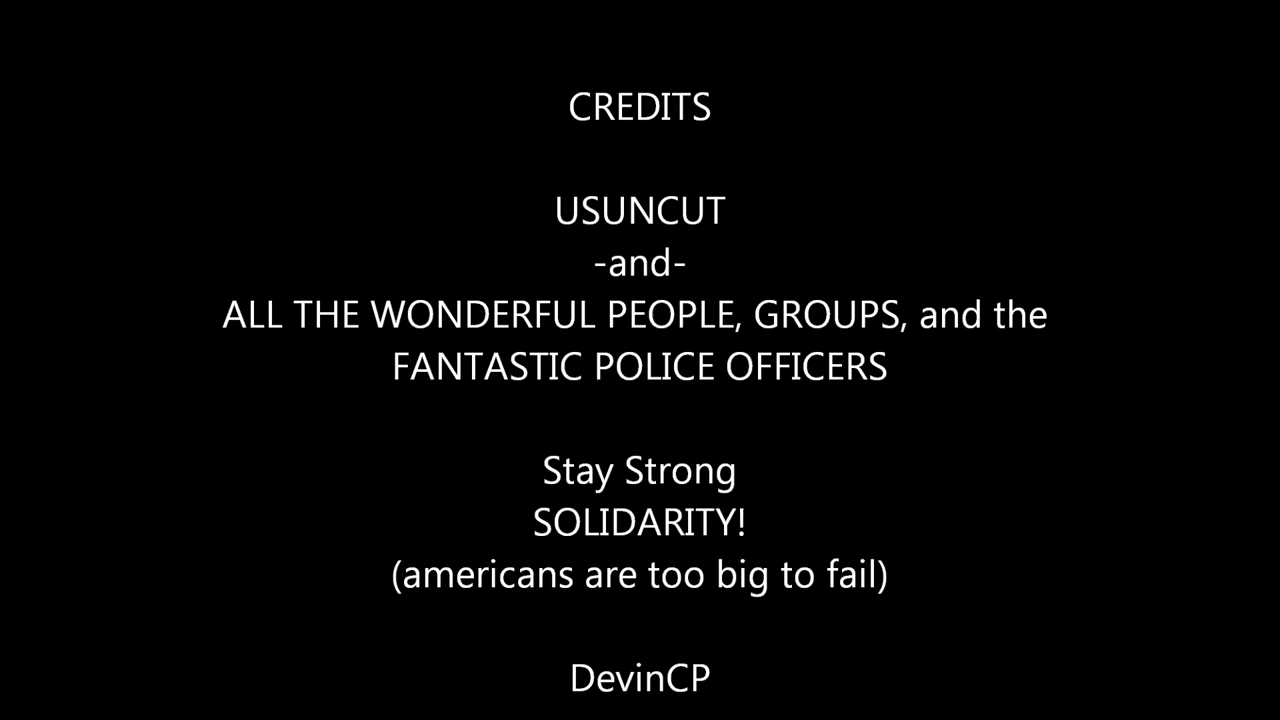 CREDITS
USUNCUT
-and-
ALL THE WONDERFUL PEOPLE, GROUPS, and the
FANTASTIC POLICE OFFICERS
Stay Strong
SOLIDARITY!
(americans are too big to fail)
DevinCP